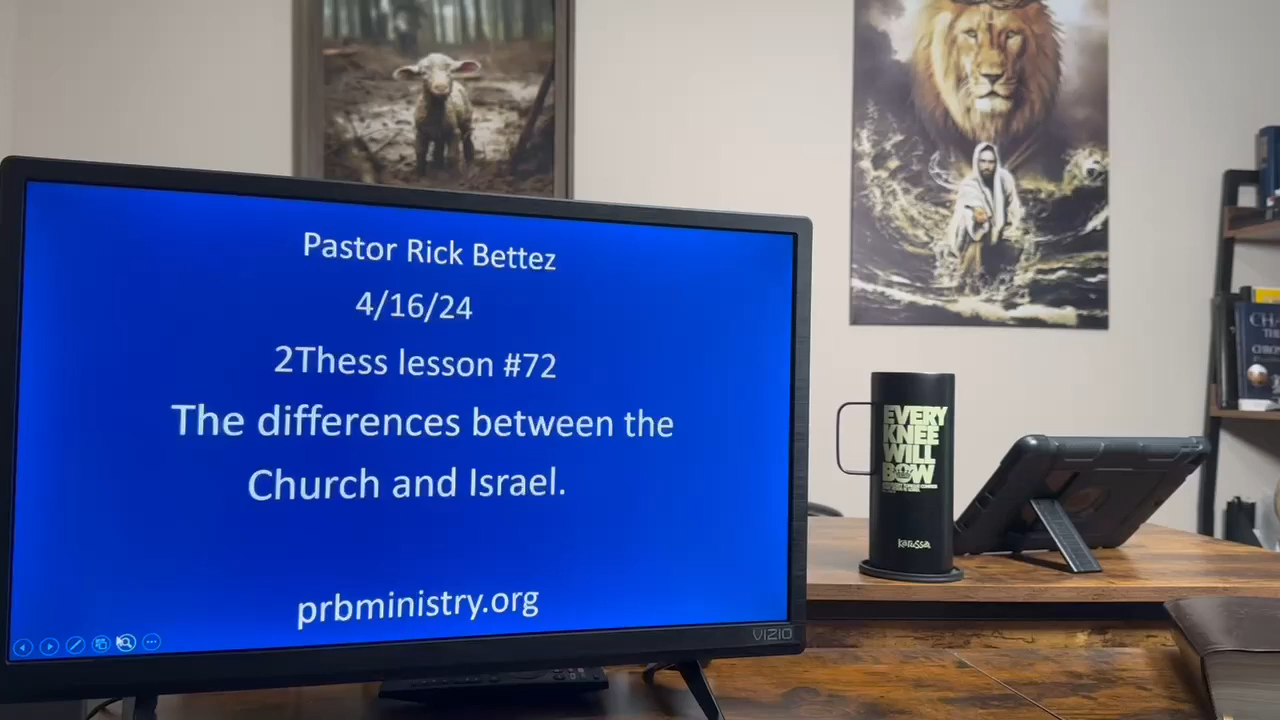 Pastor Rick Bettez
4/16/24
2Thess lesson #72
The differences between the
Church and Israel.
prbministry.org
VIZIO
EVERY
KNEE
WILL
BOW
kerusso